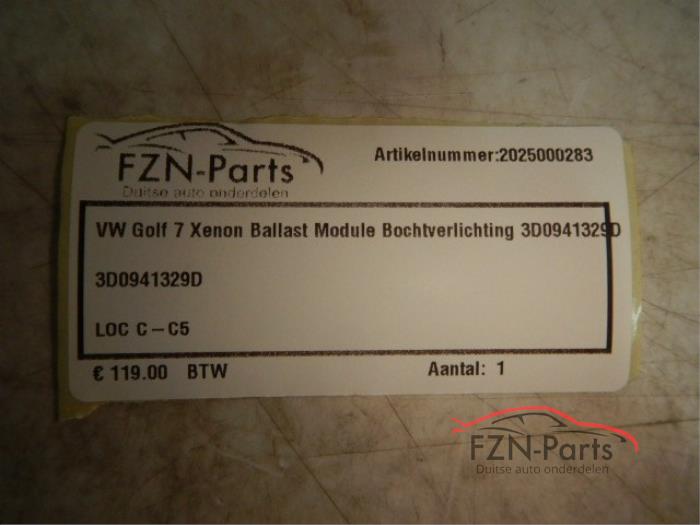 FZN-Parts
Duitse auto onderdelen
Artikelnummer:2025000283
VW Golf 7 Xenon Ballast Module Bochtverlichting 3D0941329D
3D0941329D
LOC C-C5
€ 119.00 BTW
Aantal: 1
FZN-Parts
Duitse auto onderdelen